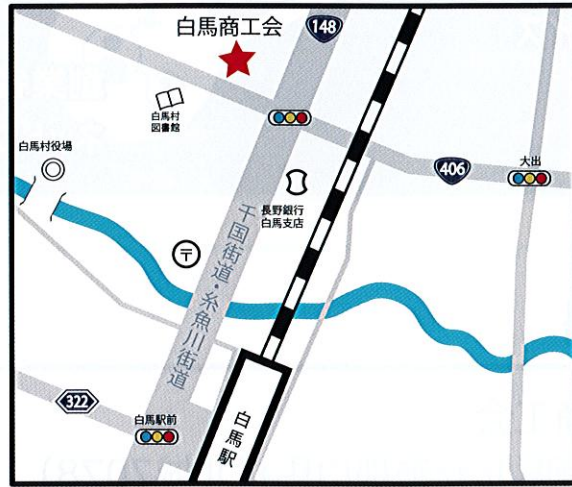 白馬商工会
148
白馬村
図書館
白馬村役場
406
大出
長野銀行
白馬支店
〒
千国街道・糸魚川街道
322
白馬駅前
白馬駅